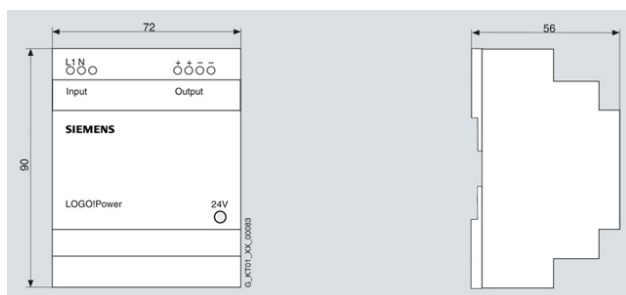 72
56
L1 N
+ + – –
Input
Output
SIEMENS
90
LOGO!Power
24V
G_KT01_XX_00083